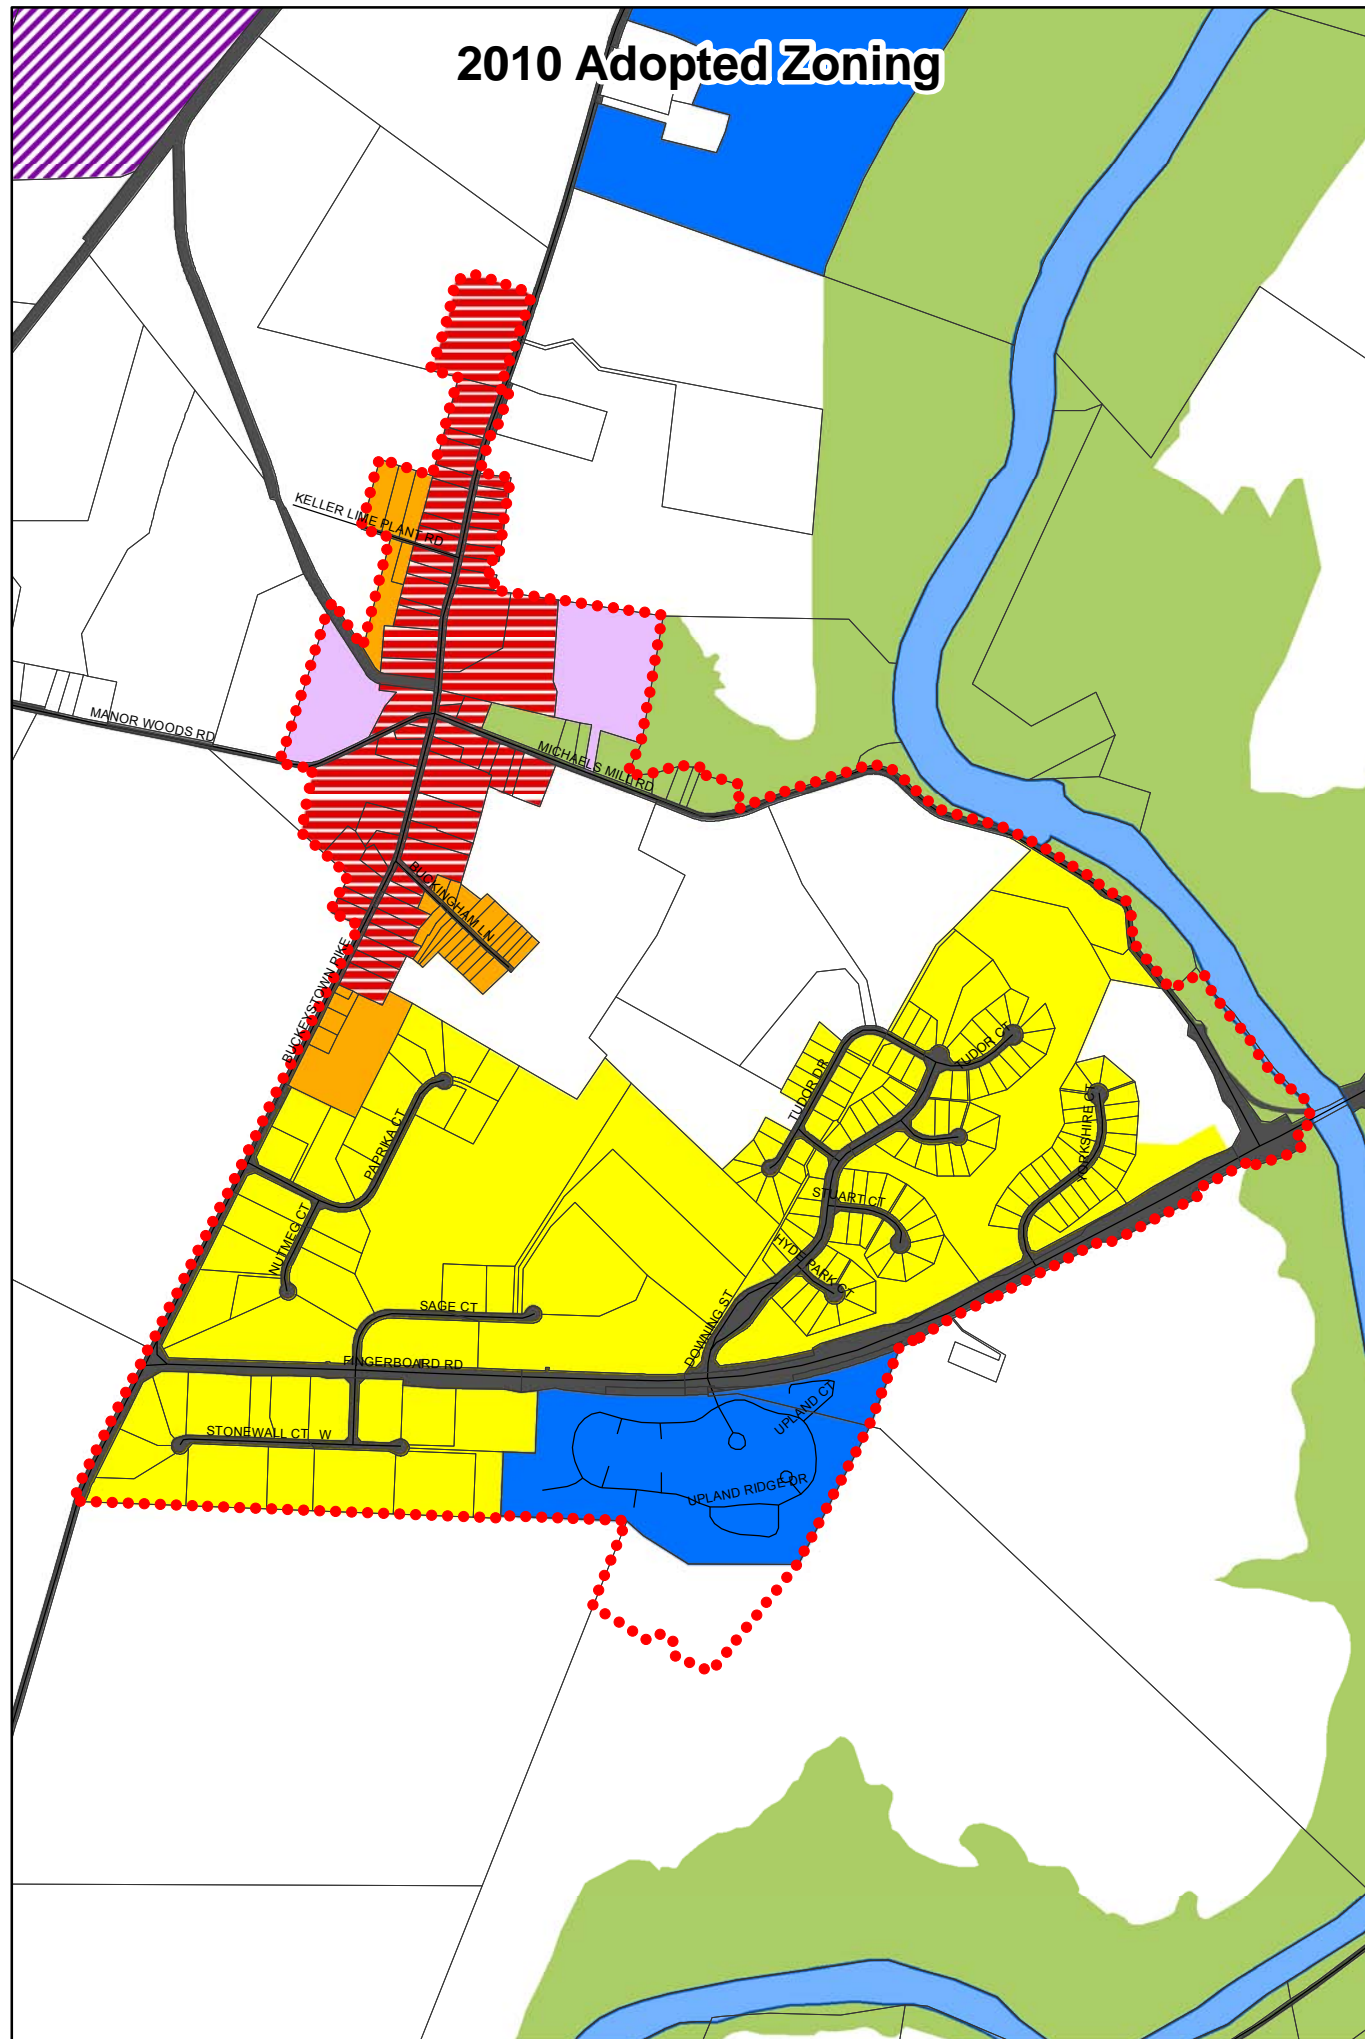 2010 Adopted Zoning
KELLER LIME PLANT RD
MANOR WOODS RD
MICHAELS MILL RD
BUCKINGHAM LN
BUCKEYSTOWN PIKE
TUDOR CT
TUDOR DR
YORKSHIRE CT
PAPRIKA CT
STUART CT
NUTMEG CT
HYDE PARK CT
SAGE CT
DOWNING ST
FINGERBOARD RD
UPLAND CT
STONEWALL CT W
UPLAND RIDGE DR